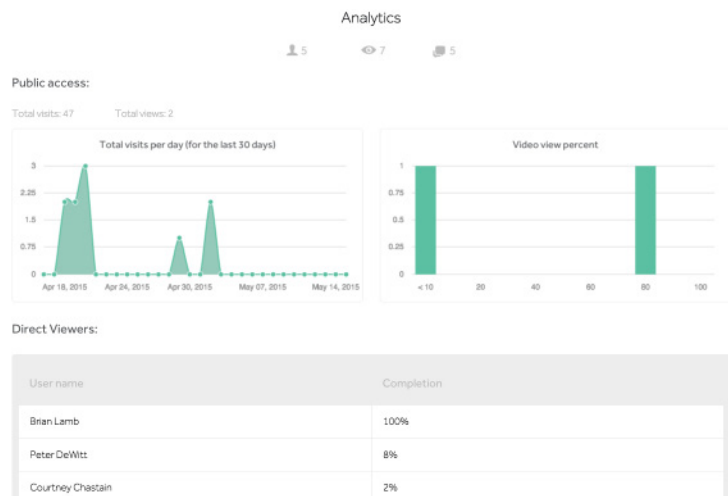 Analytics
5 7 5
Public access:
Total visits: 47 Total views: 2
Total visits per day (for the last 30 days)
3
2.25
1.5
0.75
0
Apr 18, 2015 Apr 24, 2015 Apr 30, 2015 May 07, 2015 May 14, 2015
Video view percent
1
0.75
0.5
0.25
0
< 10 20 40 60 80 100
Direct Viewers:
User name Completion
Brian Lamb 100%
Peter DeWitt 8%
Courtney Chastain 2%